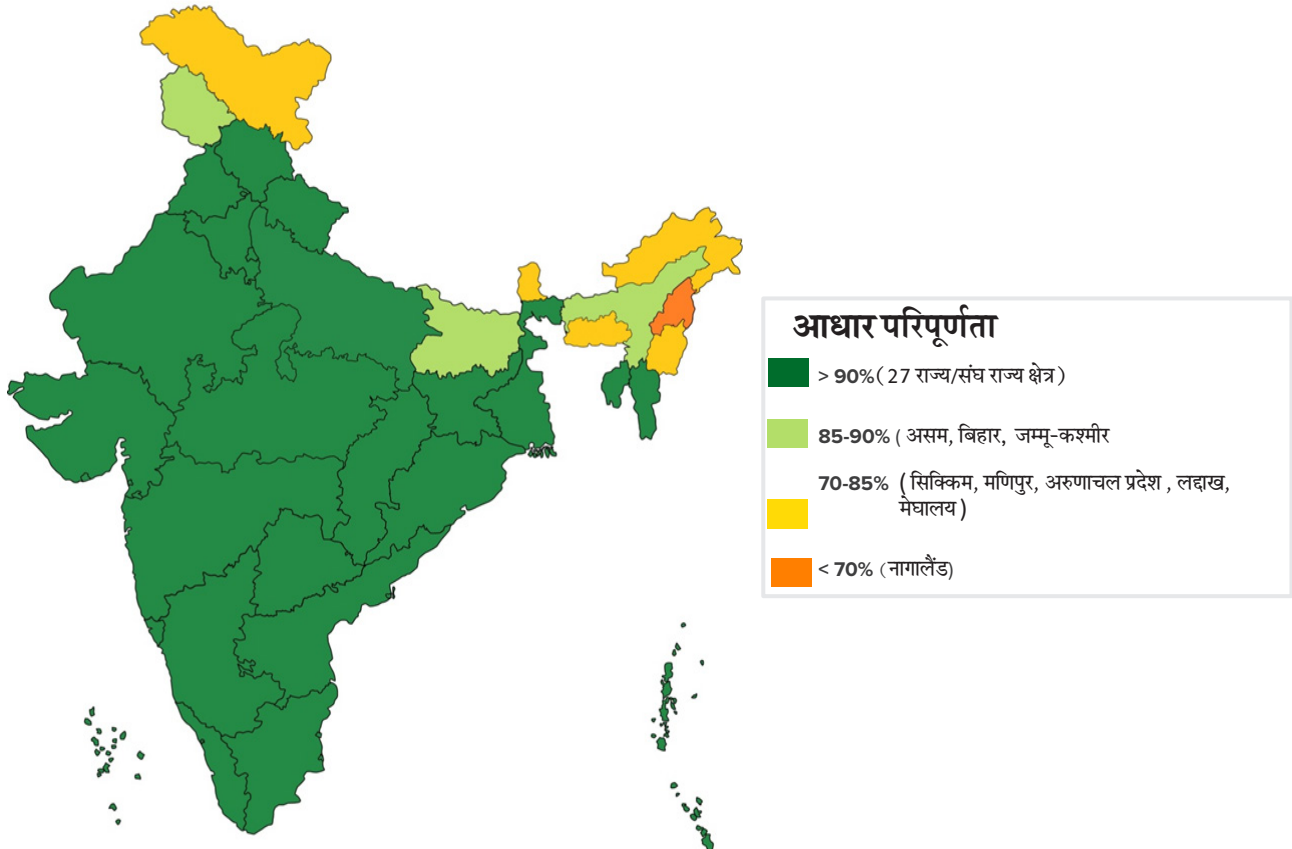 आधार परिपूर्णता
> 90% ( 27 राज्य/संघ राज्य क्षेत्र )
85-90% ( असम, बिहार, जम्मू-कश्मीर
70-85% ( सिक्किम, मणिपुर, अरुणाचल प्रदेश , लद्दाख,
मेघालय )
< 70% (नागालैंड)